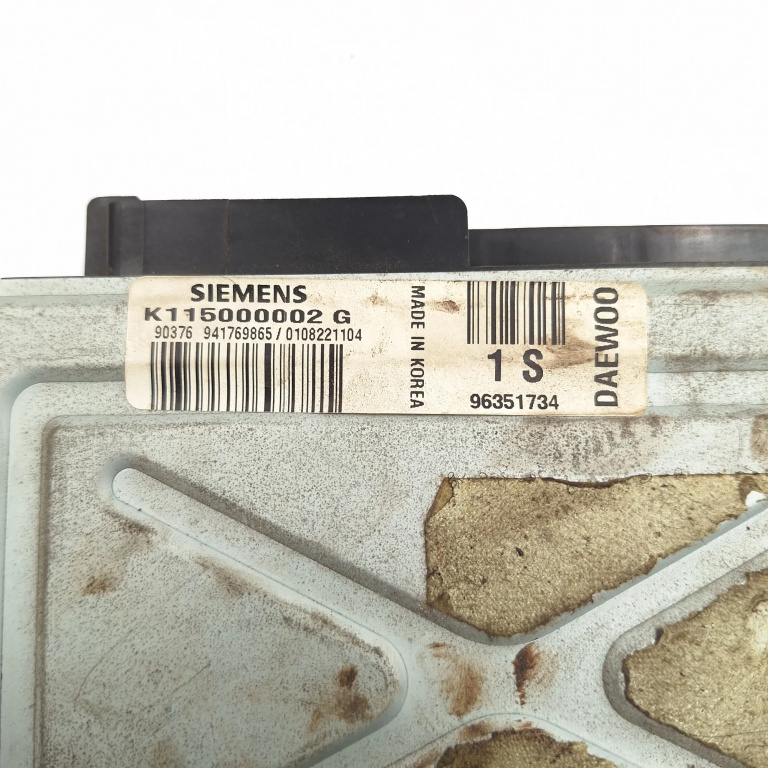 SIEMENS
K115000002 G
90376 941769865 / 0108221104
MADE IN KOREA
1 S
96351734
DAEWOO